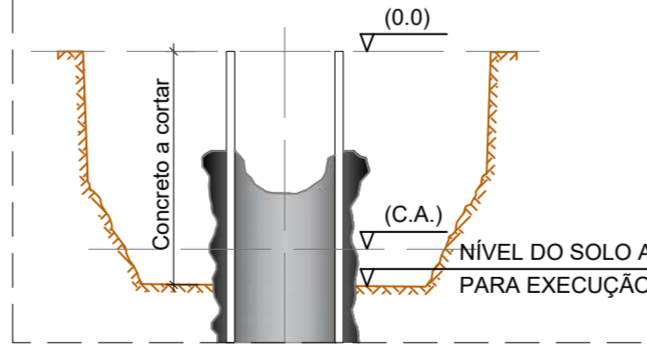 (0.0)
Concreto a cortar
(C.A.)
NÍVEL DO SOLO
PARA EXECUÇÃO